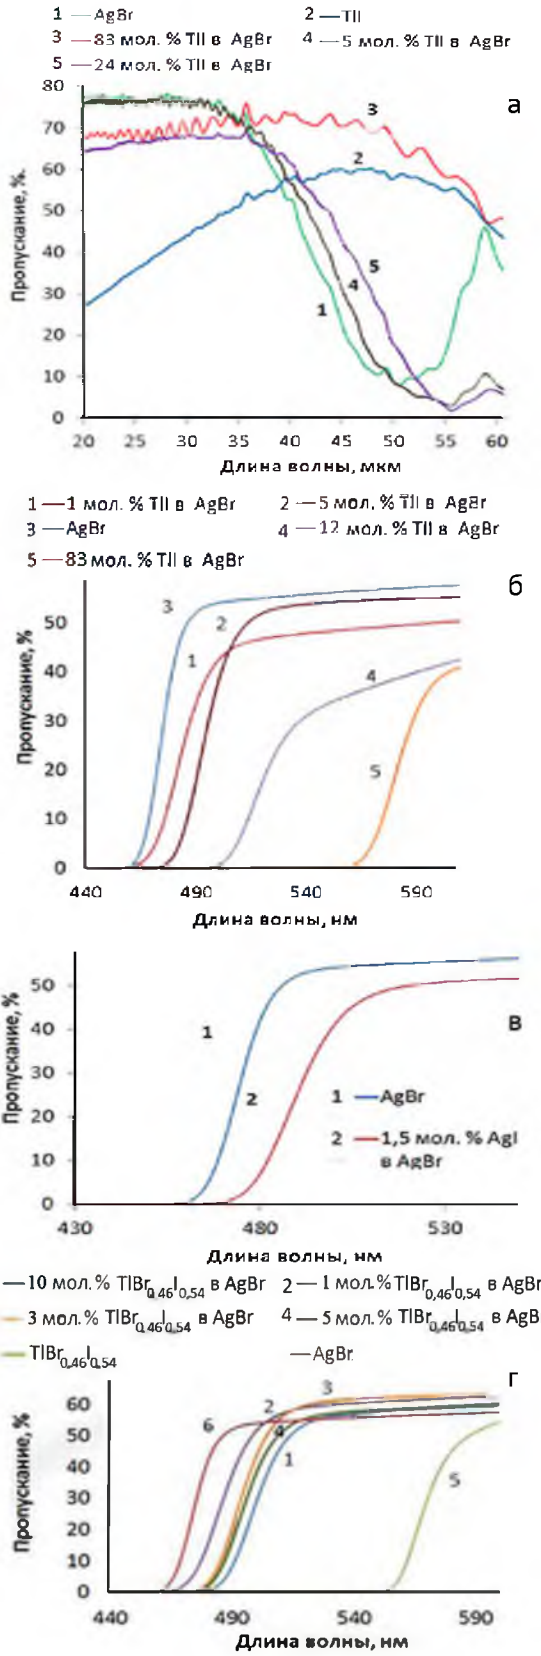 1 — AgBr 2 — TlI
3 — 83 мол. % TlI в AgBr 4 — 5 мол. % TlI в AgBr
5 — 24 мол. % TlI в AgBr
а
Пропускание, %.
80
70
60
50
40
30
20
10
0
3
2
5
4
1
20 25 30 35 40 45 50 55 60
Длина волны, мкм
1 — 1 мол. % TlI в AgBr 2 — 5 мол. % TlI в AgBr
3 — AgBr 4 — 12 мол. % TlI в AgBr
5 — 83 мол. % TlI в AgBr
б
Пропускание, %
50
40
30
20
10
0
3
2
1
4
5
440 490 540 590
Длина волны, нм
в
Пропускание, %
50
40
30
20
10
0
1
2
1 — AgBr
2 — 1,5 мол. % AgI
в AgBr
430 480 530
Длина волны, нм
— 10 мол.% TlBr0,46I0,54 в AgBr 2 — 1 мол.% TlBr0,46I0,54 в AgBr
— 3 мол.% TlBr0,46I0,54 в AgBr 4 — 5 мол.% TlBr0,46I0,54 в AgBr
— TlBr0,46I0,54 — AgBr
г
Пропускание, %
60
50
40
30
20
10
0
6
2
3
4
1
5
440 490 540 590
Длина волны, нм